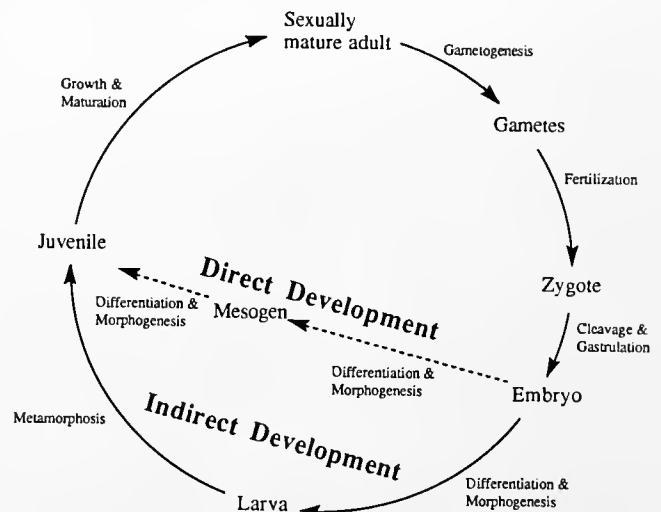 Sexually
mature adult
Gametogenesis
Gametes
Fertilization
Zygote
Cleavage &
Gastrulation
Embryo
Differentiation &
Morphogenesis
Larva
Metamorphosis
Juvenile
Growth &
Maturation
Direct Development
Differentiation &
Morphogenesis
Mesogen
Differentiation &
Morphogenesis
Indirect Development